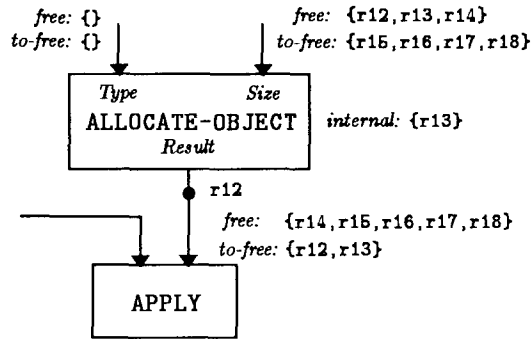 free: {}
free: {r12,r13,r14}
to-free: {}
to-free: {r15,r16,r17,r18}
Type
Size
ALLOCATE-OBJECT
internal: {r13}
Result
r12
free: {r14,r15,r16,r17,r18}
to-free: {r12,r13}
APPLY